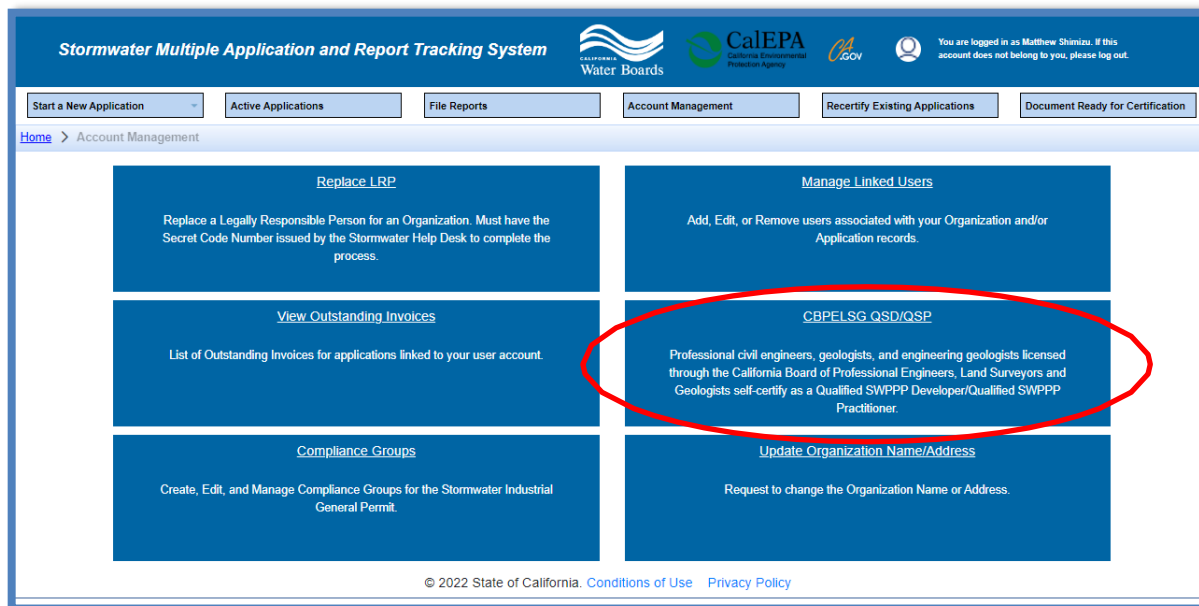 Stormwater Multiple Application and Report Tracking System
CALIFORNIA
Water Boards
CalEPA
California Environmental
Protection Agency
CA.GOV
You are logged in as Matthew Shimizu. If this
account does not belong to you, please log out.
Start a New Application
Active Applications
File Reports
Account Management
Recertify Existing Applications
Document Ready for Certification
Home > Account Management
Replace LRP
Replace a Legally Responsible Person for an Organization. Must have the
Secret Code Number issued by the Stormwater Help Desk to complete the
process.
Manage Linked Users
Add, Edit, or Remove users associated with your Organization and/or
Application records.
View Outstanding Invoices
List of Outstanding Invoices for applications linked to your user account.
CBPELSG QSD/QSP
Professional civil engineers, geologists, and engineering geologists licensed
through the California Board of Professional Engineers, Land Surveyors and
Geologists self-certify as a Qualified SWPPP Developer/Qualified SWPPP
Practitioner.
Compliance Groups
Create, Edit, and Manage Compliance Groups for the Stormwater Industrial
General Permit.
Update Organization Name/Address
Request to change the Organization Name or Address.
© 2022 State of California. Conditions of Use Privacy Policy